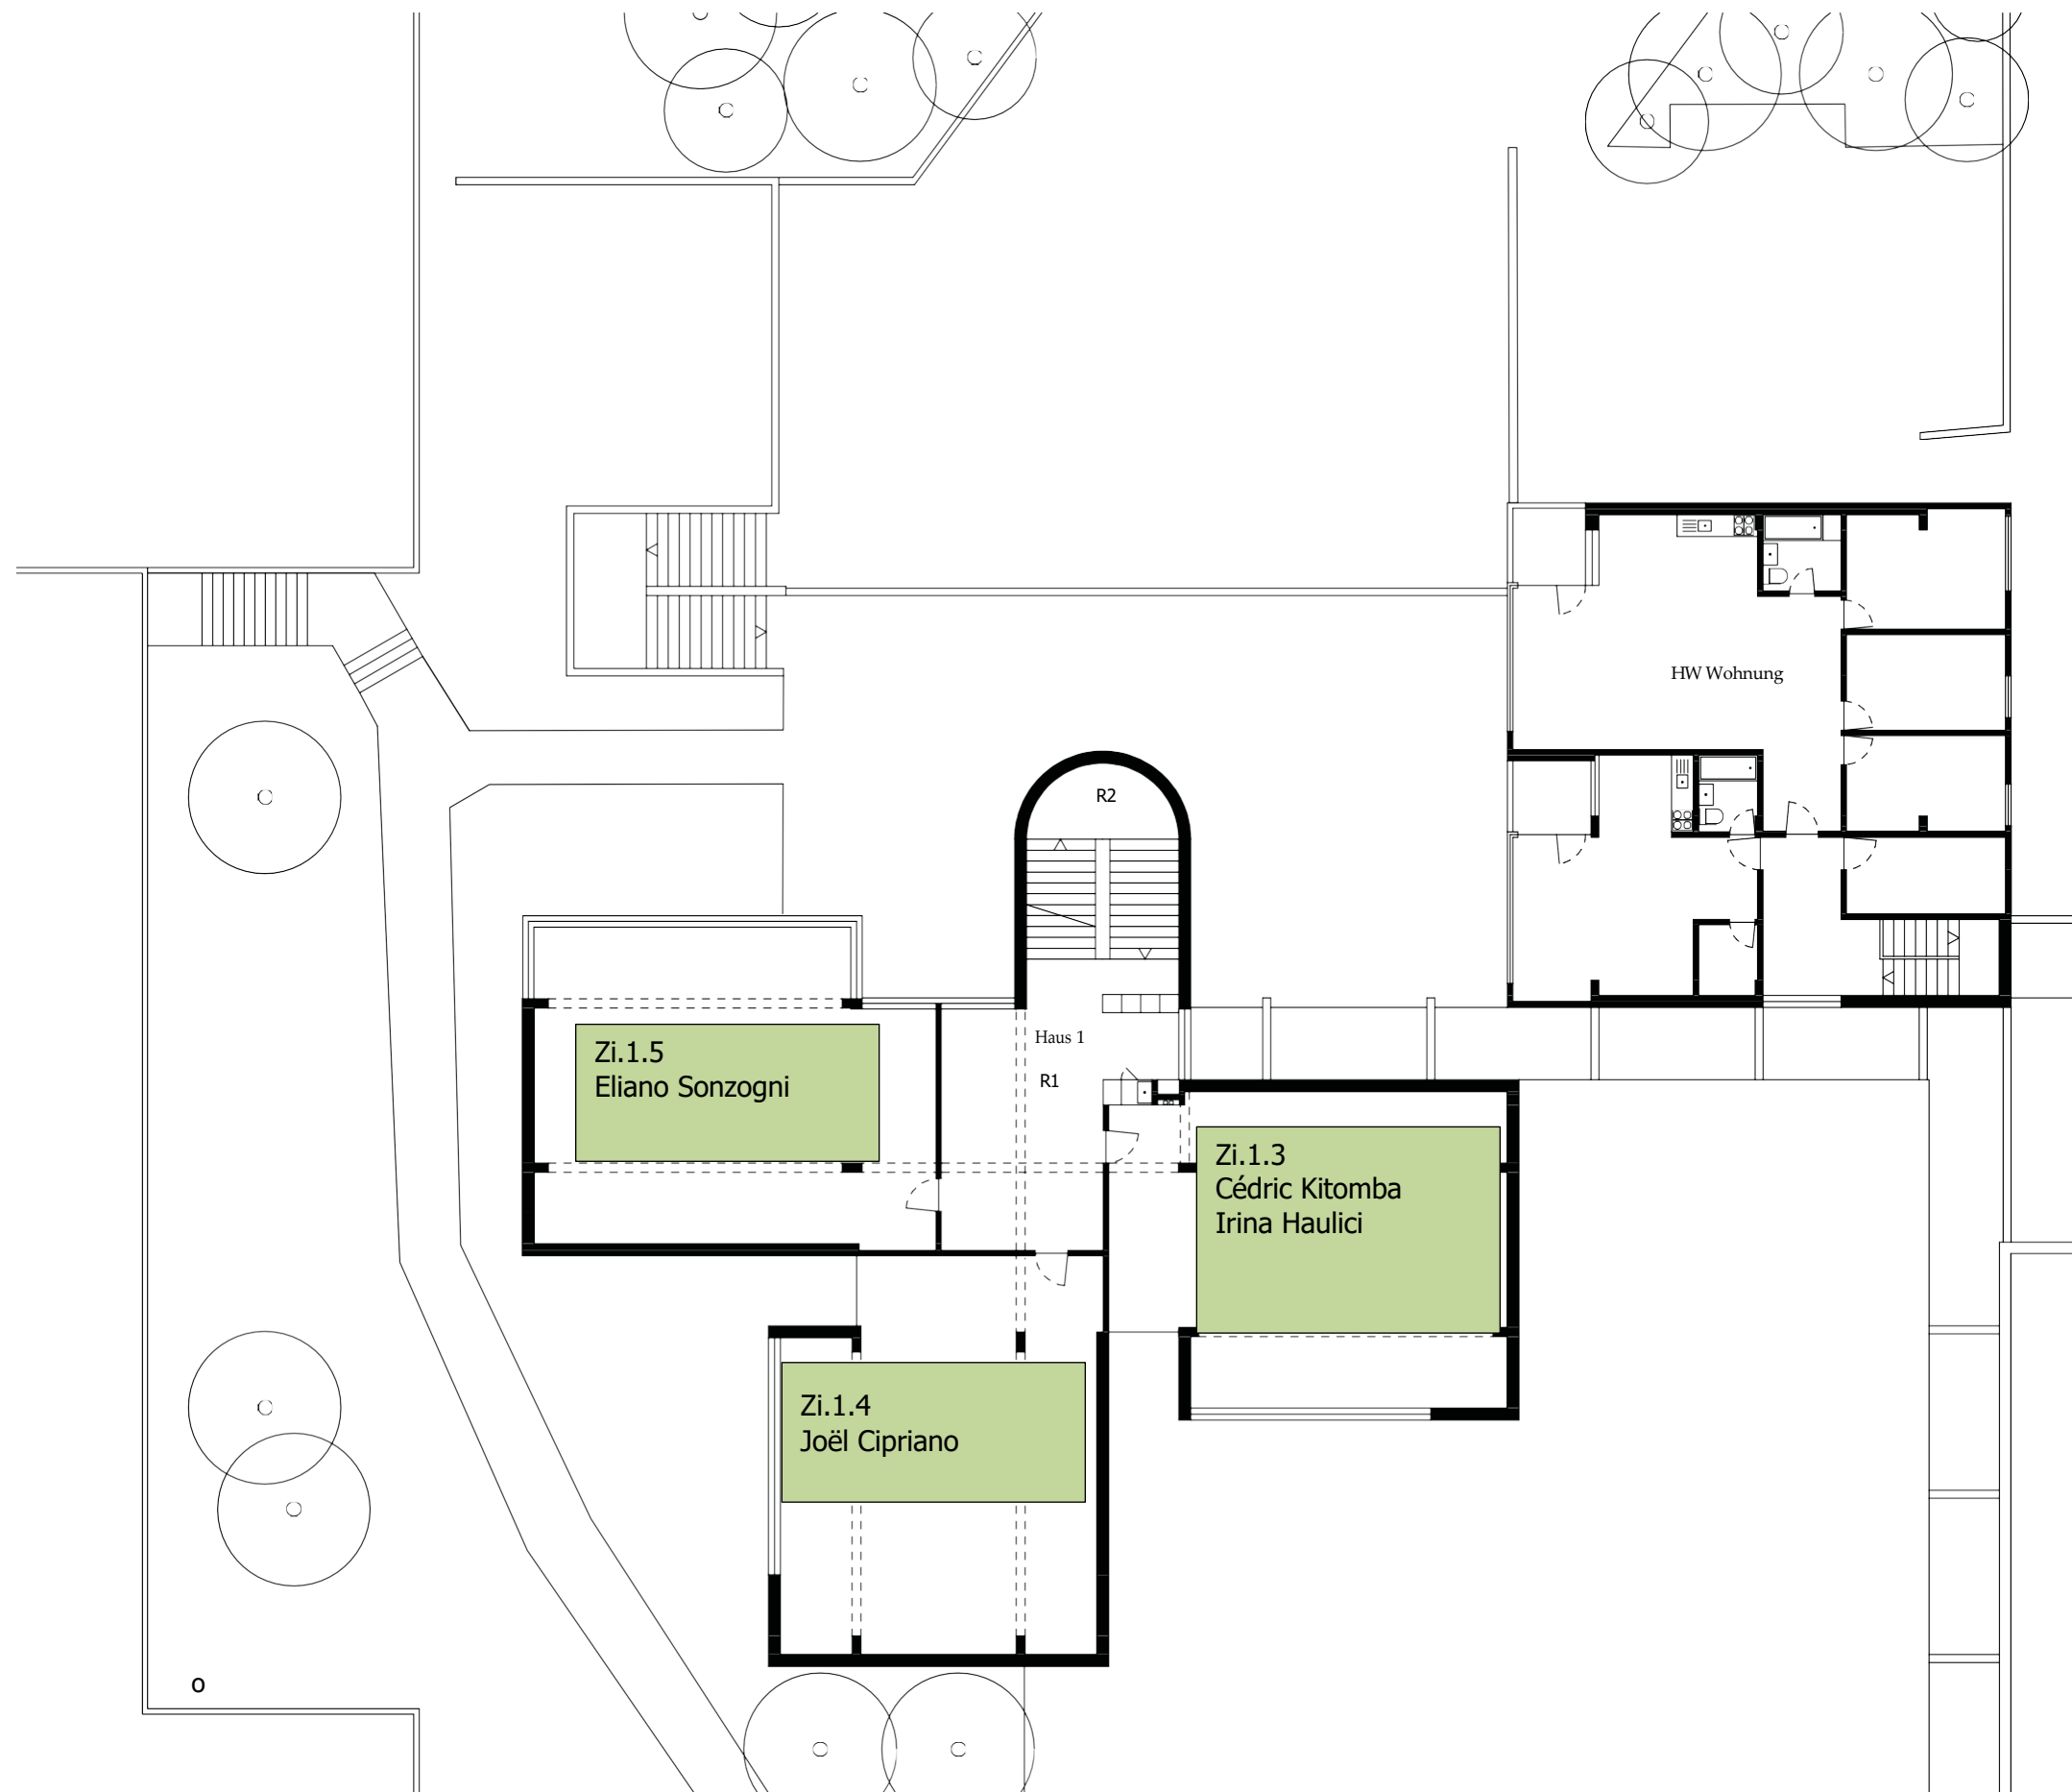 HW Wohnung
R2
Haus 1
R1
Zi.1.5
Eliano Sonzogni
Zi.1.3
Cédric Kitomba
Irina Haulici
Zi.1.4
Joël Cipriano
o